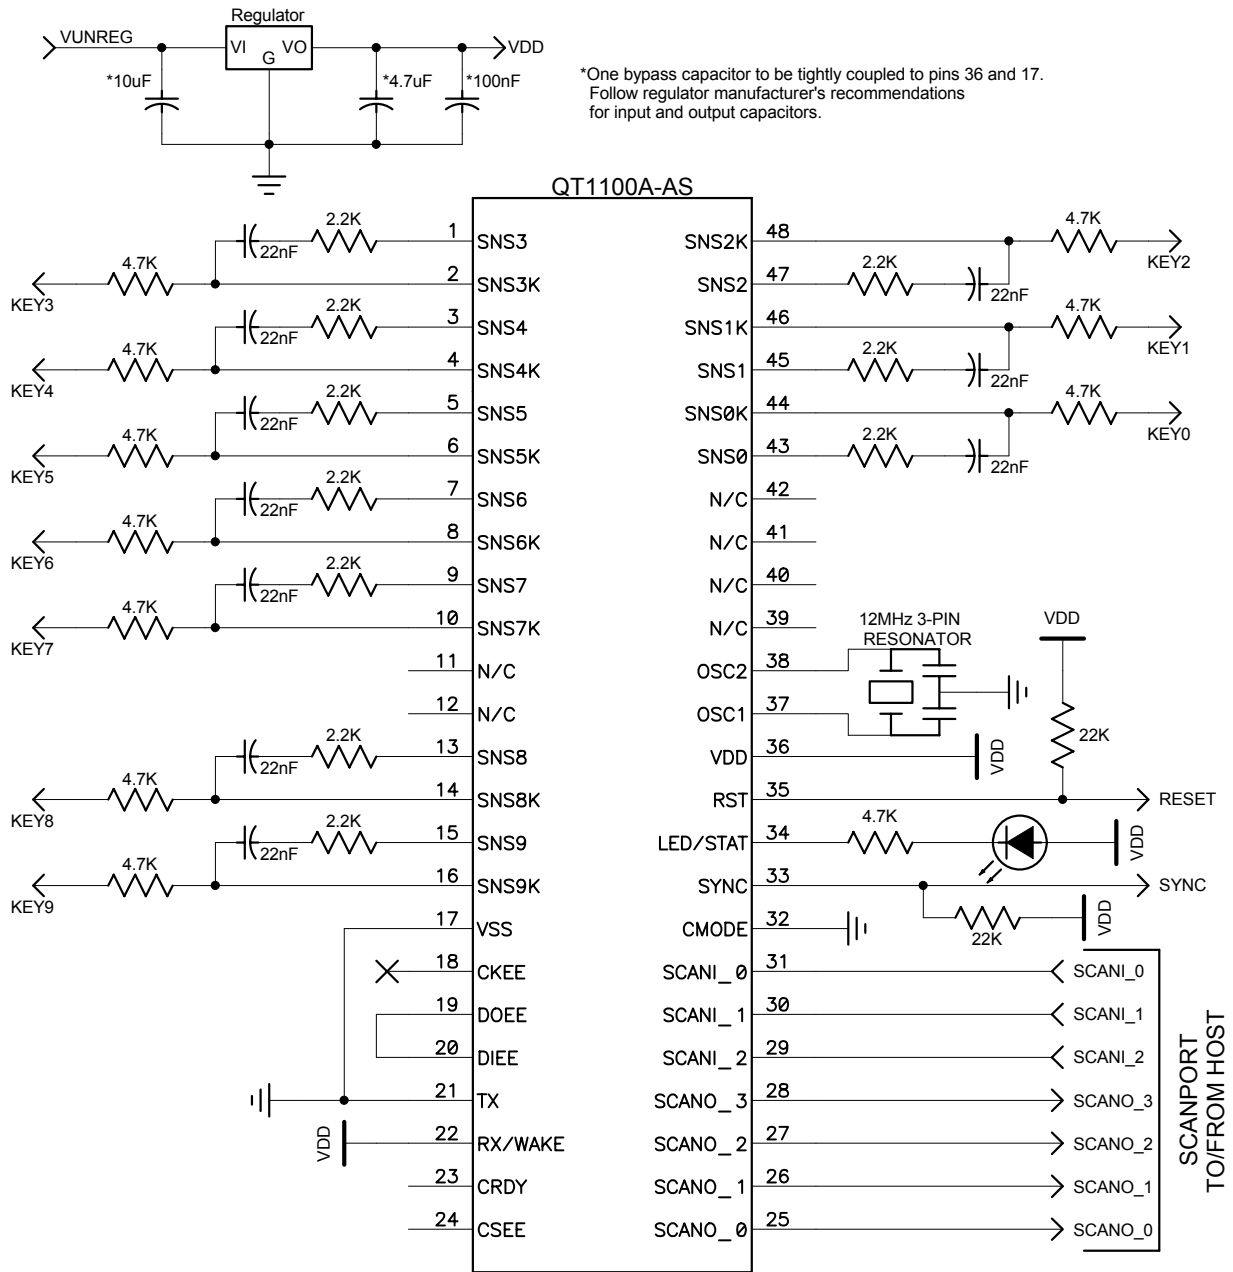 Regulator
VUNREG
VI
VO
G
VDD
*10uF
*4.7uF
*100nF
*One bypass capacitor to be tightly coupled to pins 36 and 17.
Follow regulator manufacturer's recommendations
for input and output capacitors.
QT1100A-AS
2.2K
22nF
1
SNS3
4.7K
KEY3
2
SNS3K
2.2K
22nF
3
SNS4
4.7K
KEY4
4
SNS4K
2.2K
22nF
5
SNS5
4.7K
KEY5
6
SNS5K
2.2K
22nF
7
SNS6
4.7K
KEY6
8
SNS6K
2.2K
22nF
9
SNS7
4.7K
KEY7
10
SNS7K
11
N/C
12
N/C
2.2K
22nF
13
SNS8
4.7K
KEY8
14
SNS8K
2.2K
22nF
15
SNS9
4.7K
KEY9
16
SNS9K
17
VSS
18
CKEE
19
DOEE
20
DIEE
21
TX
VDD
22
RX/WAKE
23
CRDY
24
CSEE
SNS2K
48
4.7K
KEY2
SNS2
47
2.2K
22nF
SNS1K
46
4.7K
KEY1
SNS1
45
2.2K
22nF
SNS0K
44
4.7K
KEY0
SNS0
43
2.2K
22nF
N/C
42
N/C
41
N/C
40
N/C
39
12MHz 3-PIN
RESONATOR
VDD
OSC2
38
OSC1
37
22K
VDD
36
VDD
RST
35
RESET
LED/STAT
34
4.7K
VDD
SYNC
33
SYNC
22K
VDD
CMODE
32
SCANI_0
31
SCANI_0
SCANI_1
30
SCANI_1
SCANI_2
29
SCANI_2
SCANO_3
28
SCANO_3
SCANO_2
27
SCANO_2
SCANO_1
26
SCANO_1
SCANO_0
25
SCANO_0
SCANPORT
TO/FROM HOST